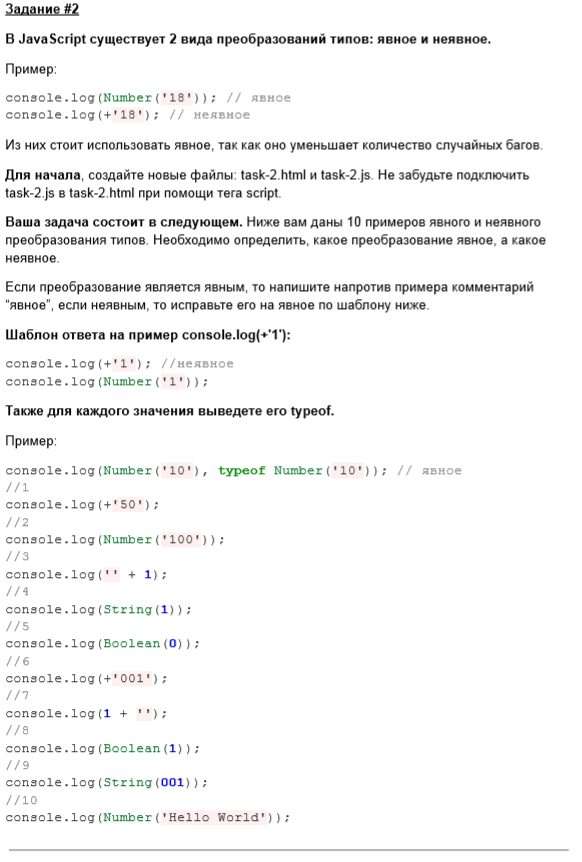 Задание #2
В JavaScript существует 2 вида преобразований типов: явное и неявное.
Пример:
console.log(Number('18')); // явное
console.log(+'18'); // неявное
Из них стоит использовать явное, так как оно уменьшает количество случайных багов.
Для начала, создайте новые файлы: task-2.html и task-2.js. Не забудьте подключить
task-2.js в task-2.html при помощи тега script.
Ваша задача состоит в следующем. Ниже вам даны 10 примеров явного и неявного
преобразования типов. Необходимо определить, какое преобразование явное, а какое
неявное.
Если преобразование является явным, то напишите напротив примера комментарий
“явное”, если неявным, то исправьте его на явное по шаблону ниже.
Шаблон ответа на пример console.log(+'1'):
console.log(+'1'); //неявное
console.log(Number('1'));
Также для каждого значения выведете его typeof.
Пример:
console.log(Number('10'), typeof Number('10')); // явное
//1
console.log(+'50');
//2
console.log(Number('100'));
//3
console.log('' + 1);
//4
console.log(String(1));
//5
console.log(Boolean(0));
//6
console.log(+'001');
//7
console.log(1 + '');
//8
console.log(Boolean(1));
//9
console.log(String(001));
//10
console.log(Number('Hello World'));